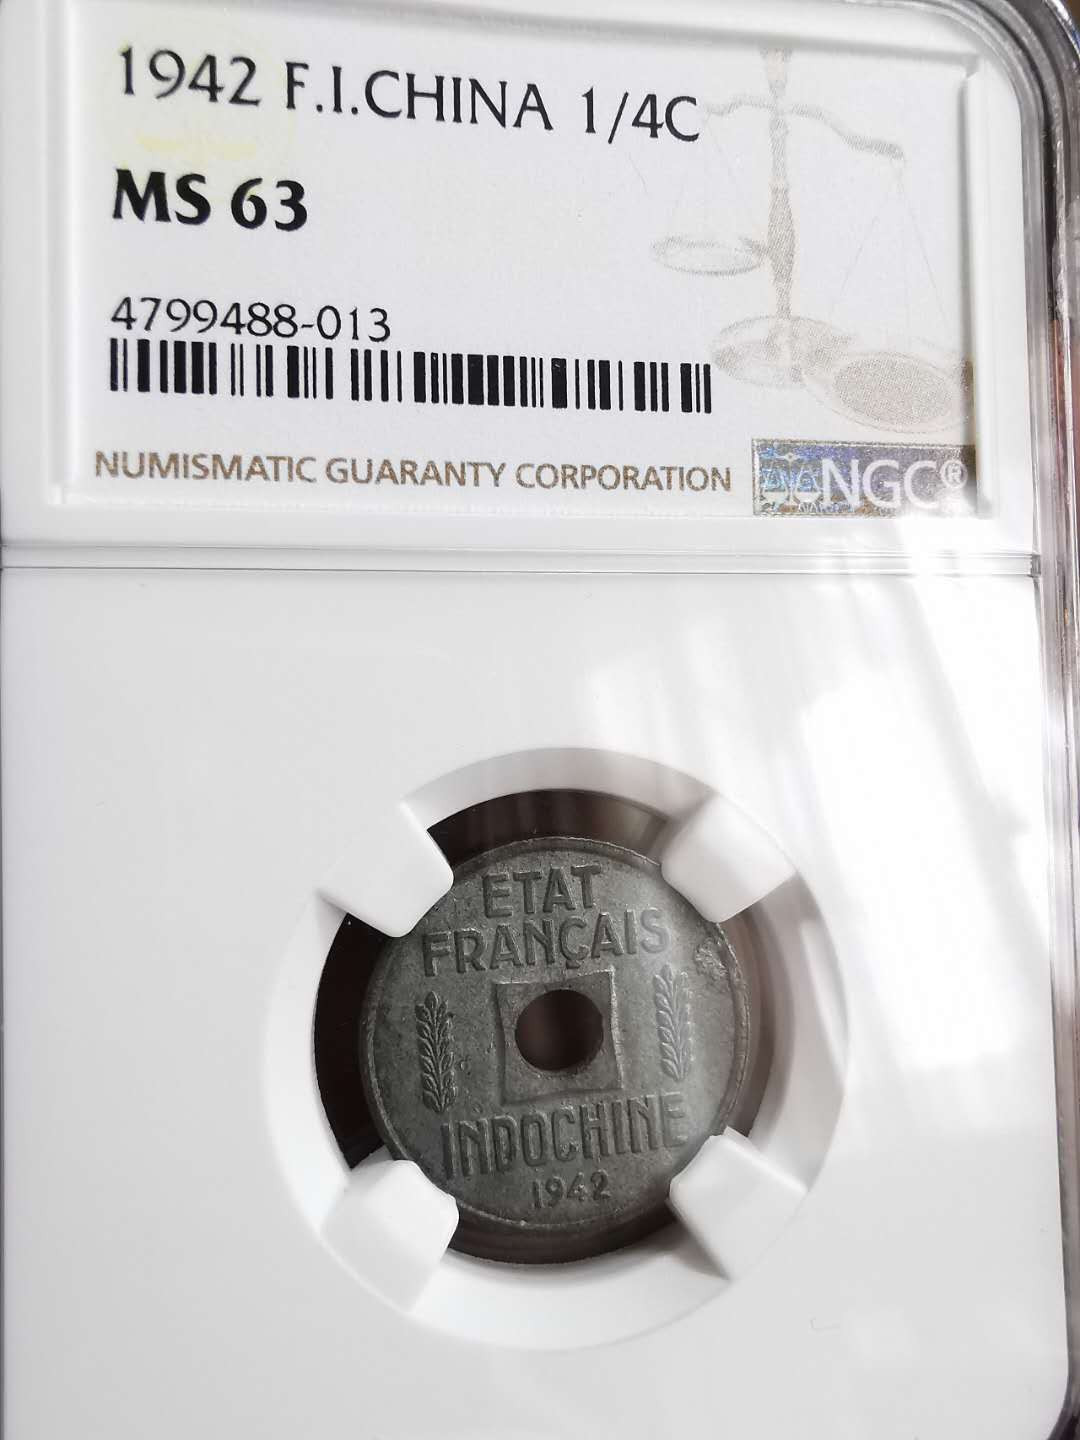 1942 F.I.CHINA 1/4C
MS 63
4799488-013
NUMISMATIC GUARANTY CORPORATION
NGC®
ETAT
FRANÇAIS
INDOCHINE
1942